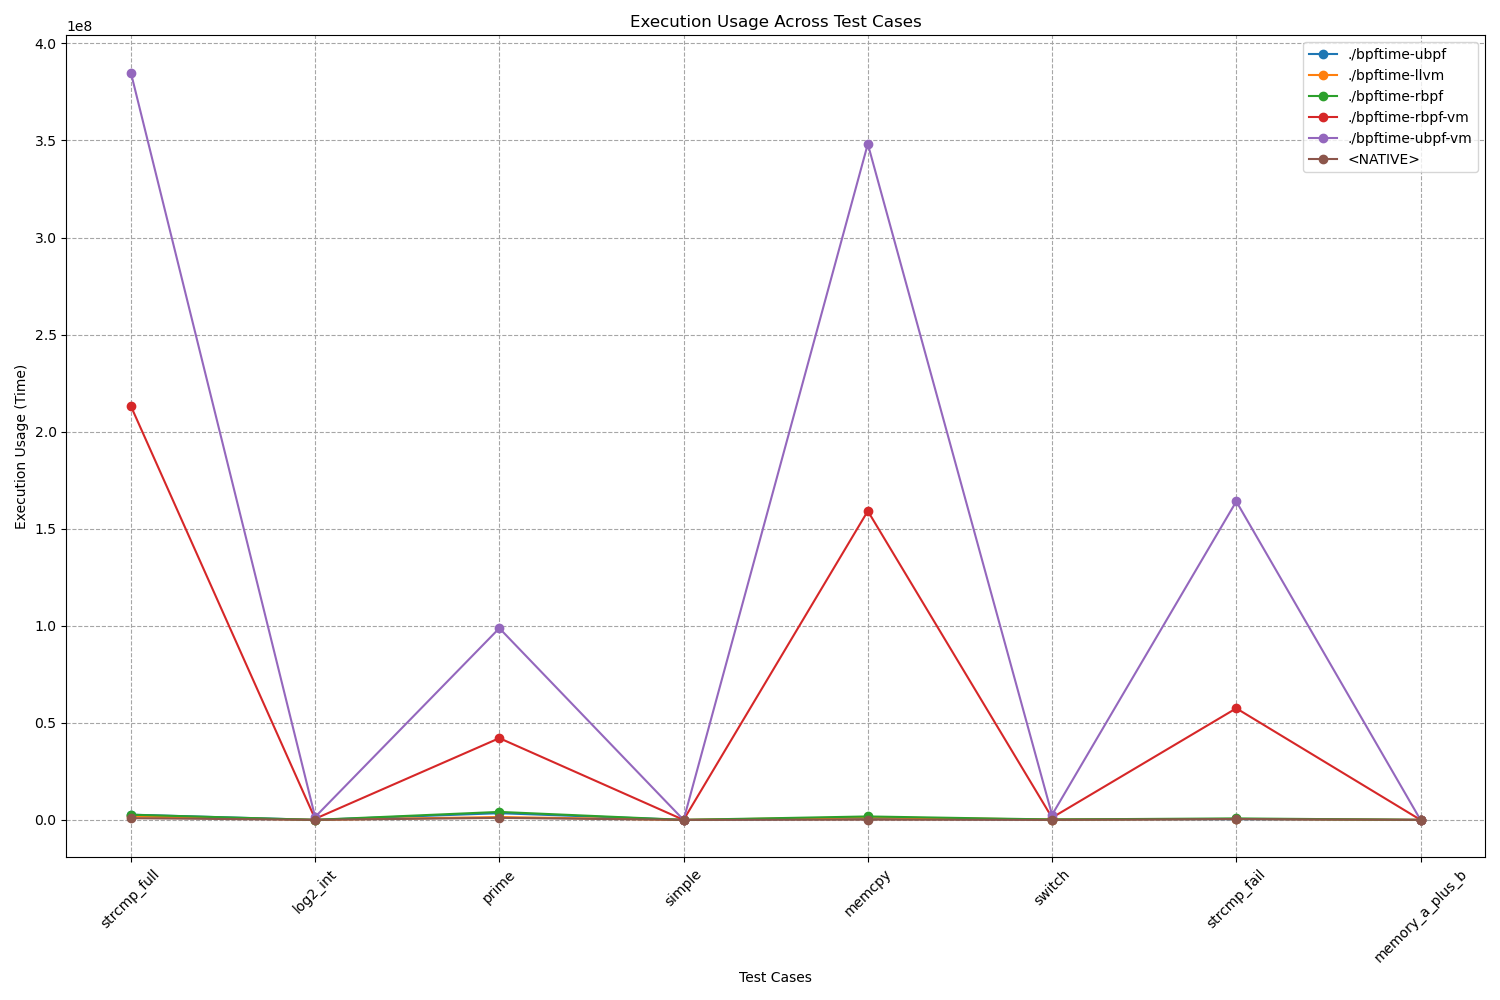 Execution Usage Across Test Cases
1e8
4.0
3.5
3.0
2.5
2.0
1.5
1.0
0.5
0.0
Execution Usage (Time)
./bpftime-ubpf
./bpftime-llvm
./bpftime-rbpf
./bpftime-rbpf-vm
./bpftime-ubpf-vm
<NATIVE>
strcmp_full
log2_int
prime
simple
memcpy
switch
strcmp_fail
memory_a_plus_b
Test Cases